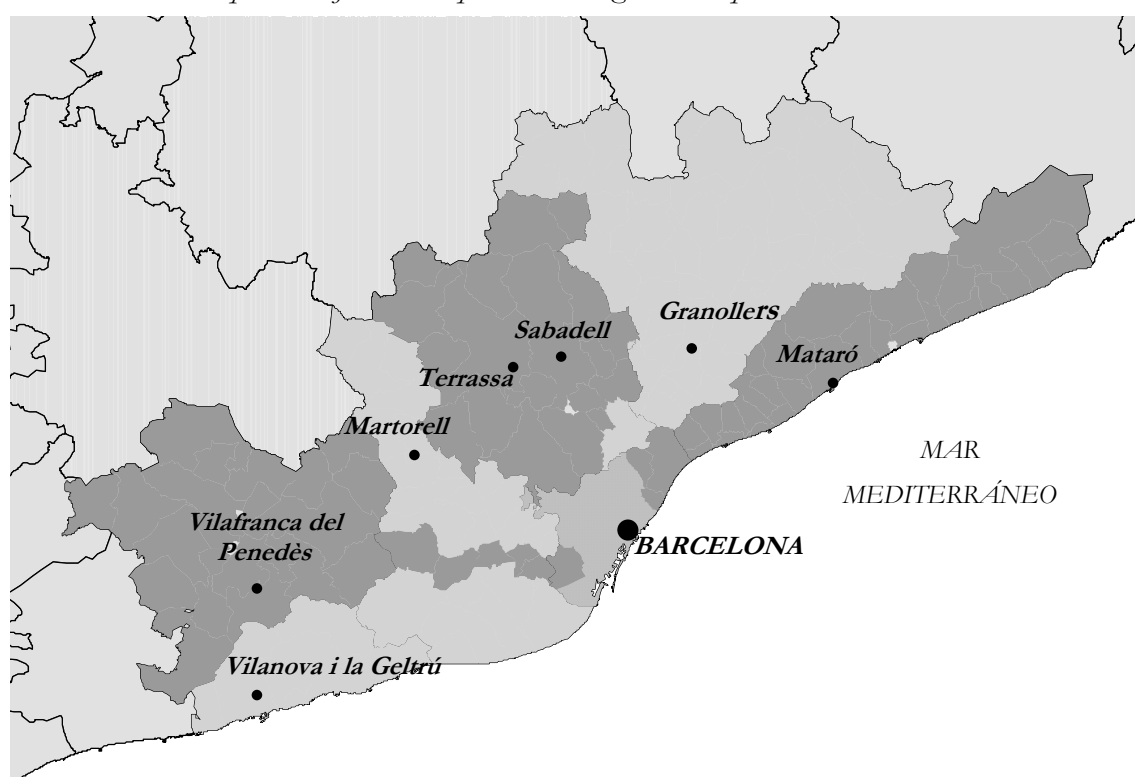 Granollers
Sabadell
Mataró
Terrassa
Martorell
MAR
MEDITERRÁNEO
Vilafranca del
Penedès
BARCELONA
Vilanova i la Geltrú